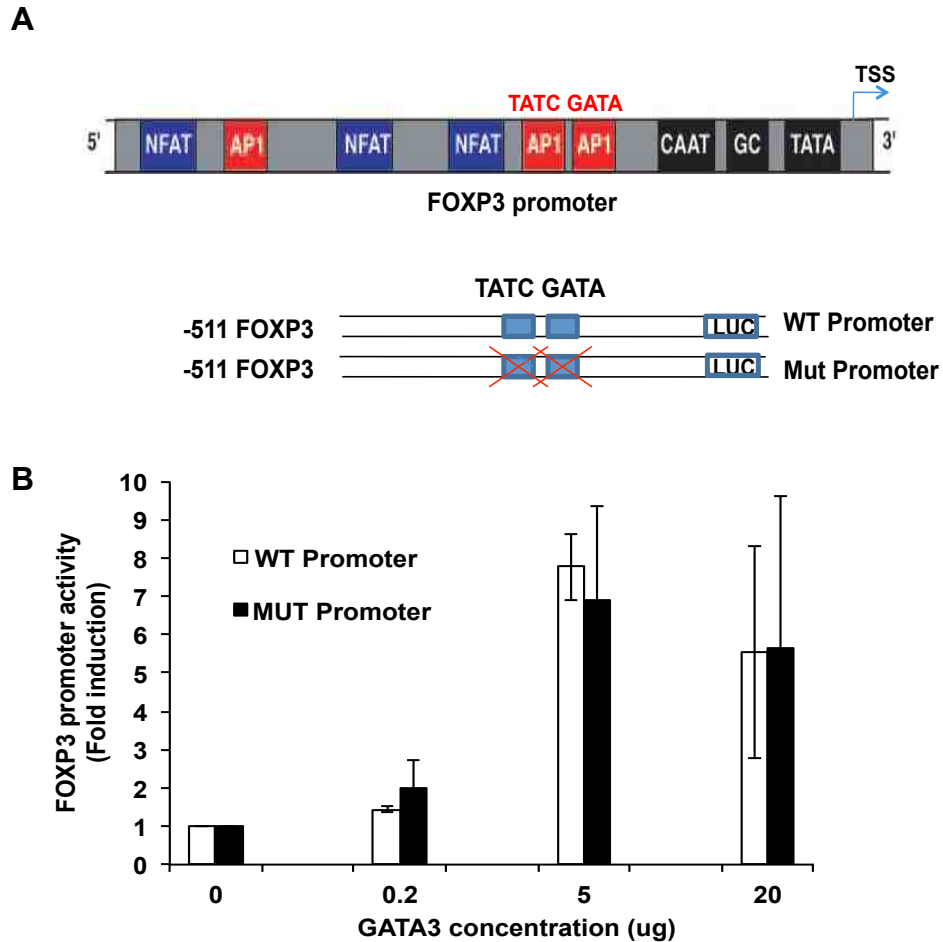 A
TSS
TATC GATA
5' NFAT AP1 NFAT NFAT AP1 AP1 CAAT GC TATA 3'
FOXP3 promoter
TATC GATA
-511 FOXP3 LUC WT Promoter
-511 FOXP3 LUC Mut Promoter
B
FOXP3 promoter activity
(Fold induction)
10
9
8
7
6
5
4
3
2
1
0
WT Promoter
MUT Promoter
0 0.2 5 20
GATA3 concentration (ug)